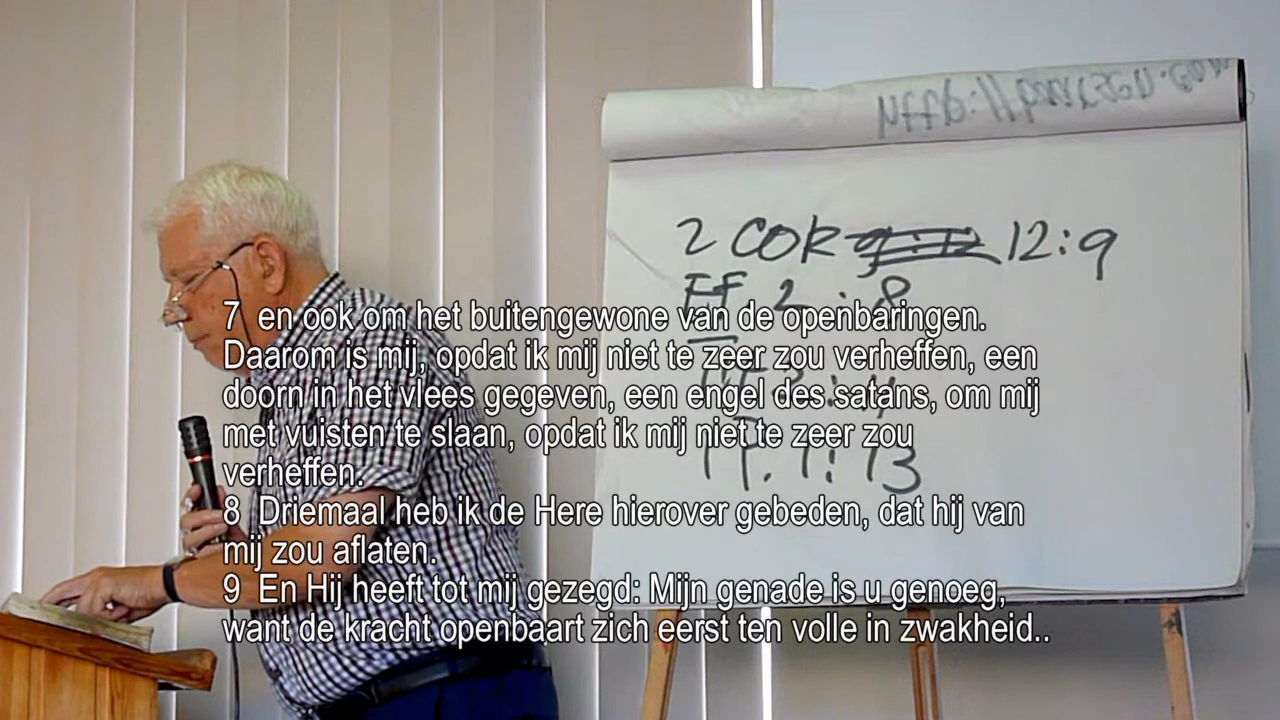 2 COR 12:9
EF 2 : 8
7 en ook om het buitengewone van de openbaringen.
Daarom is mij, opdat ik mij niet te zeer zou verheffen, een
doorn in het vlees gegeven, een engel des satans, om mij
met vuisten te slaan, opdat ik mij niet te zeer zou
verheffen.
8 Driemaal heb ik de Here hierover gebeden, dat hij van
mij zou aflaten.
9 En Hij heeft tot mij gezegd: Mijn genade is u genoeg,
want de kracht openbaart zich eerst ten volle in zwakheid..